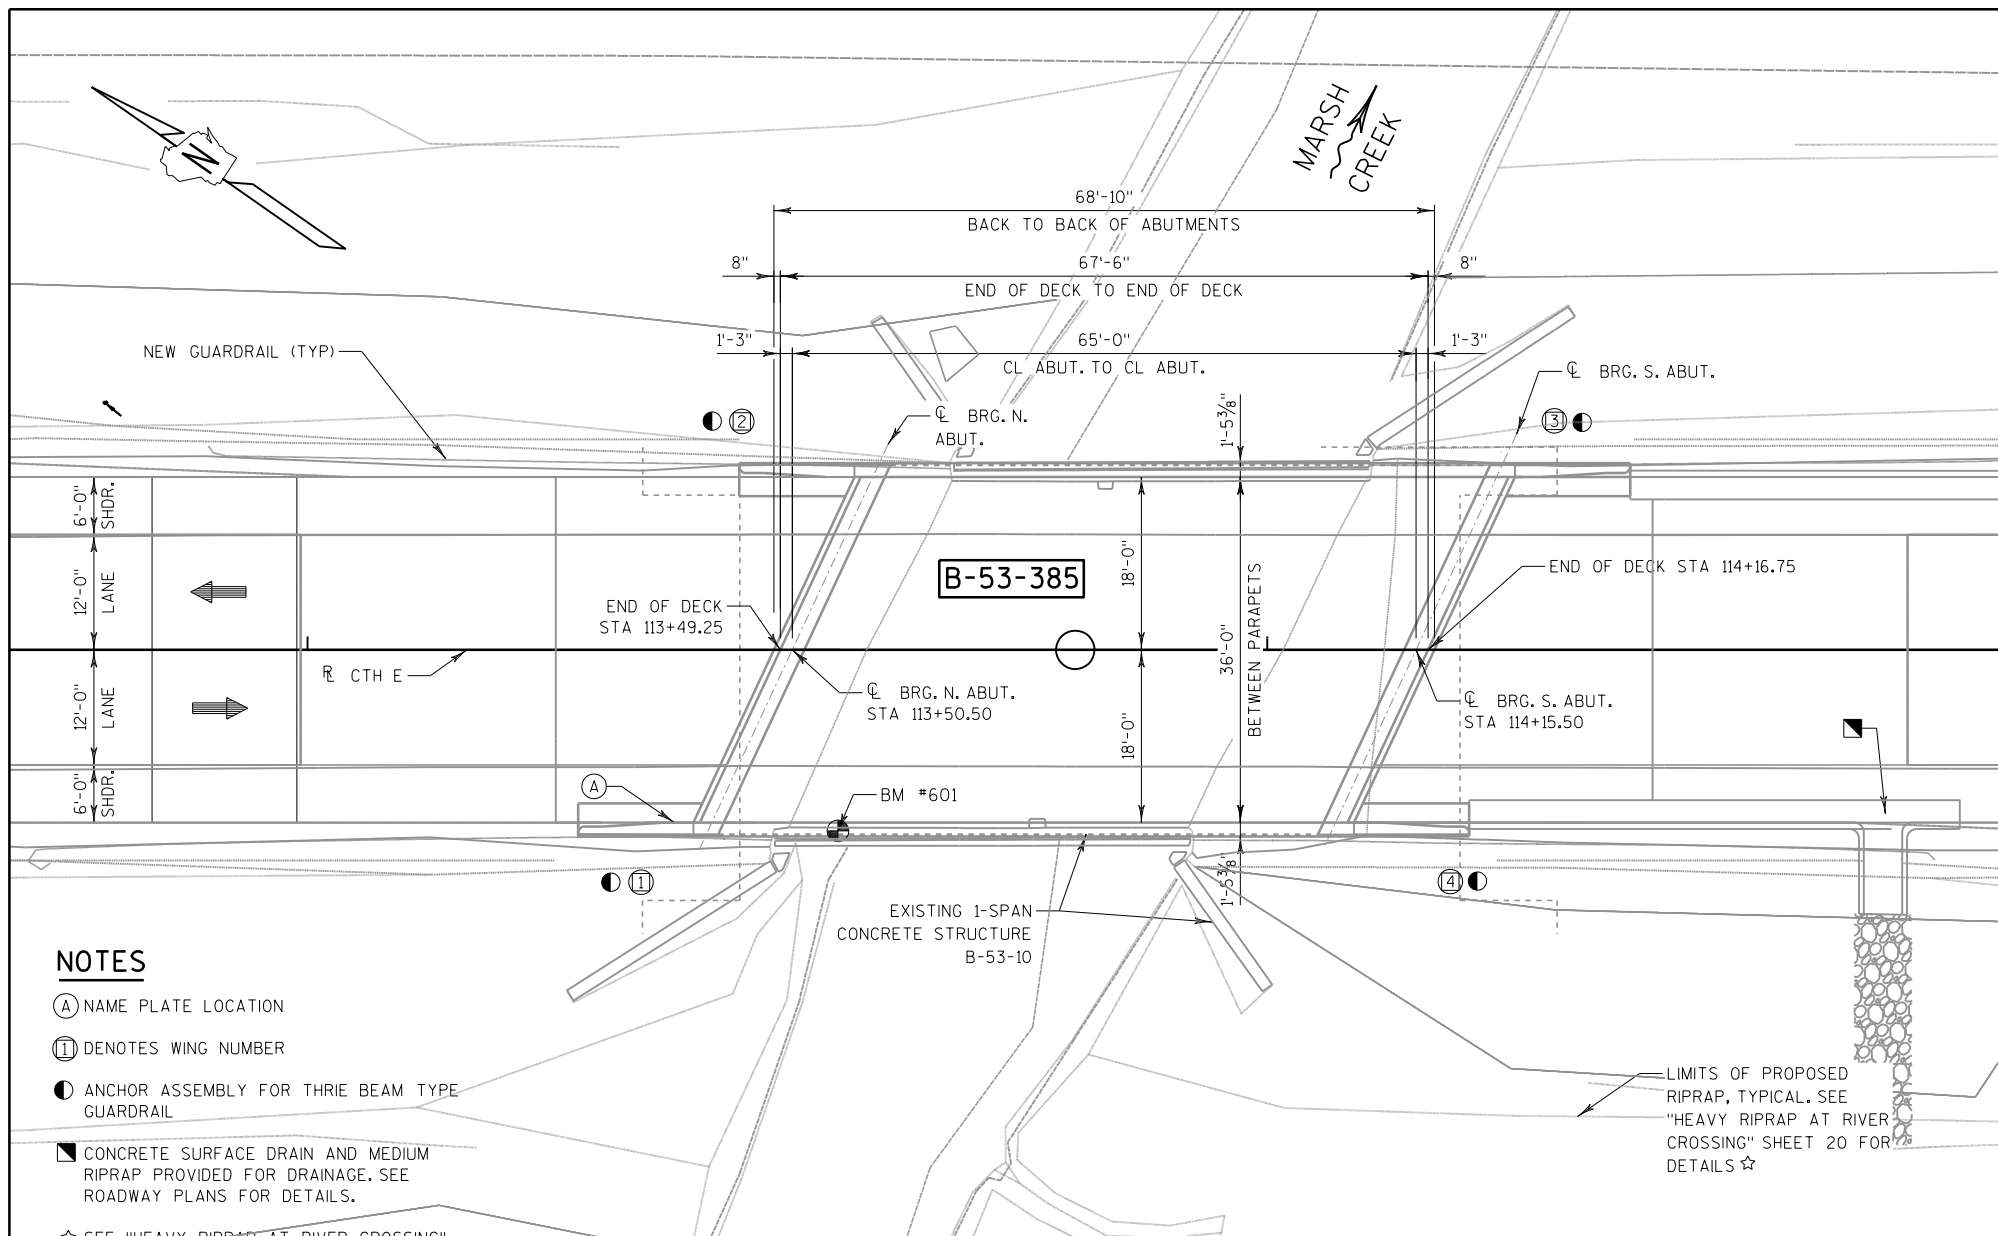 N
MARSH
CREEK
68'-10"
BACK TO BACK OF ABUTMENTS
8"
67'-6"
8"
END OF DECK TO END OF DECK
1'-3"
65'-0"
1'-3"
CL ABUT. TO CL ABUT.
NEW GUARDRAIL (TYP)
℄ BRG. S. ABUT.
2
℄ BRG. N.
ABUT.
1'-5⅜"
3
6'-0"
SHDR.
12'-0"
LANE
12'-0"
LANE
6'-0"
SHDR.
B-53-385
18'-0"
18'-0"
36'-0"
BETWEEN PARAPETS
END OF DECK STA 114+16.75
END OF DECK
STA 113+49.25
R̲L CTH E
℄ BRG. N. ABUT.
STA 113+50.50
℄ BRG. S. ABUT.
STA 114+15.50
A
BM #601
1
1'-5⅜"
4
EXISTING 1-SPAN
CONCRETE STRUCTURE
B-53-10
NOTES
A NAME PLATE LOCATION
1 DENOTES WING NUMBER
ANCHOR ASSEMBLY FOR THRIE BEAM TYPE
GUARDRAIL
CONCRETE SURFACE DRAIN AND MEDIUM
RIPRAP PROVIDED FOR DRAINAGE. SEE
ROADWAY PLANS FOR DETAILS.
☆ SEE "HEAVY RIPRAP AT RIVER CROSSING"
LIMITS OF PROPOSED
RIPRAP, TYPICAL. SEE
"HEAVY RIPRAP AT RIVER
CROSSING" SHEET 20 FOR
DETAILS ☆